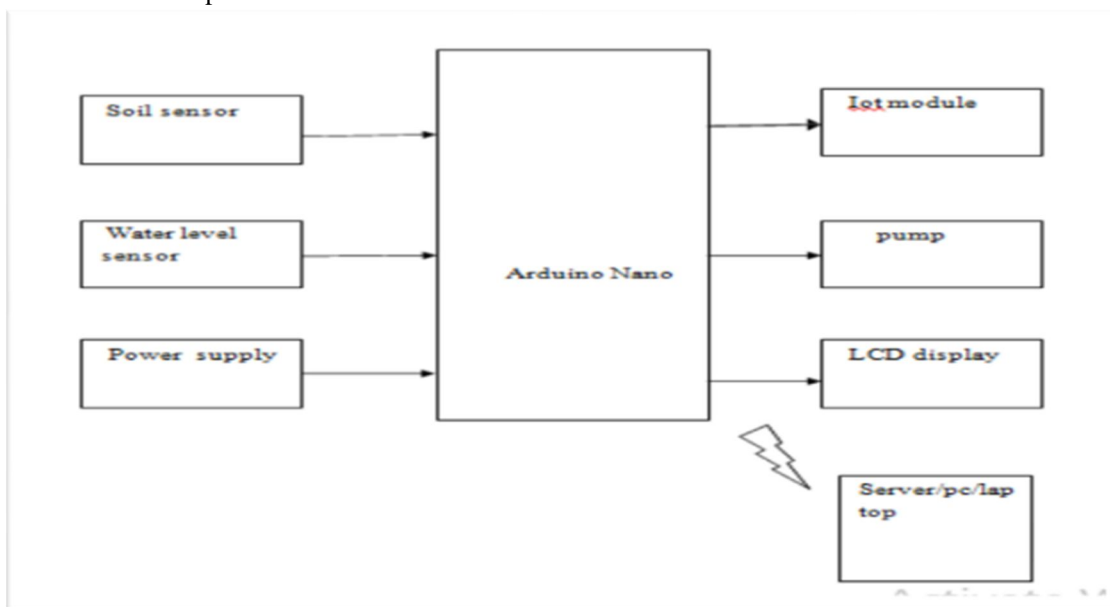 Soil sensor
Water level
sensor
Power supply
Arduino Nano
Iot module
pump
LCD display
Server/pc/lap
top